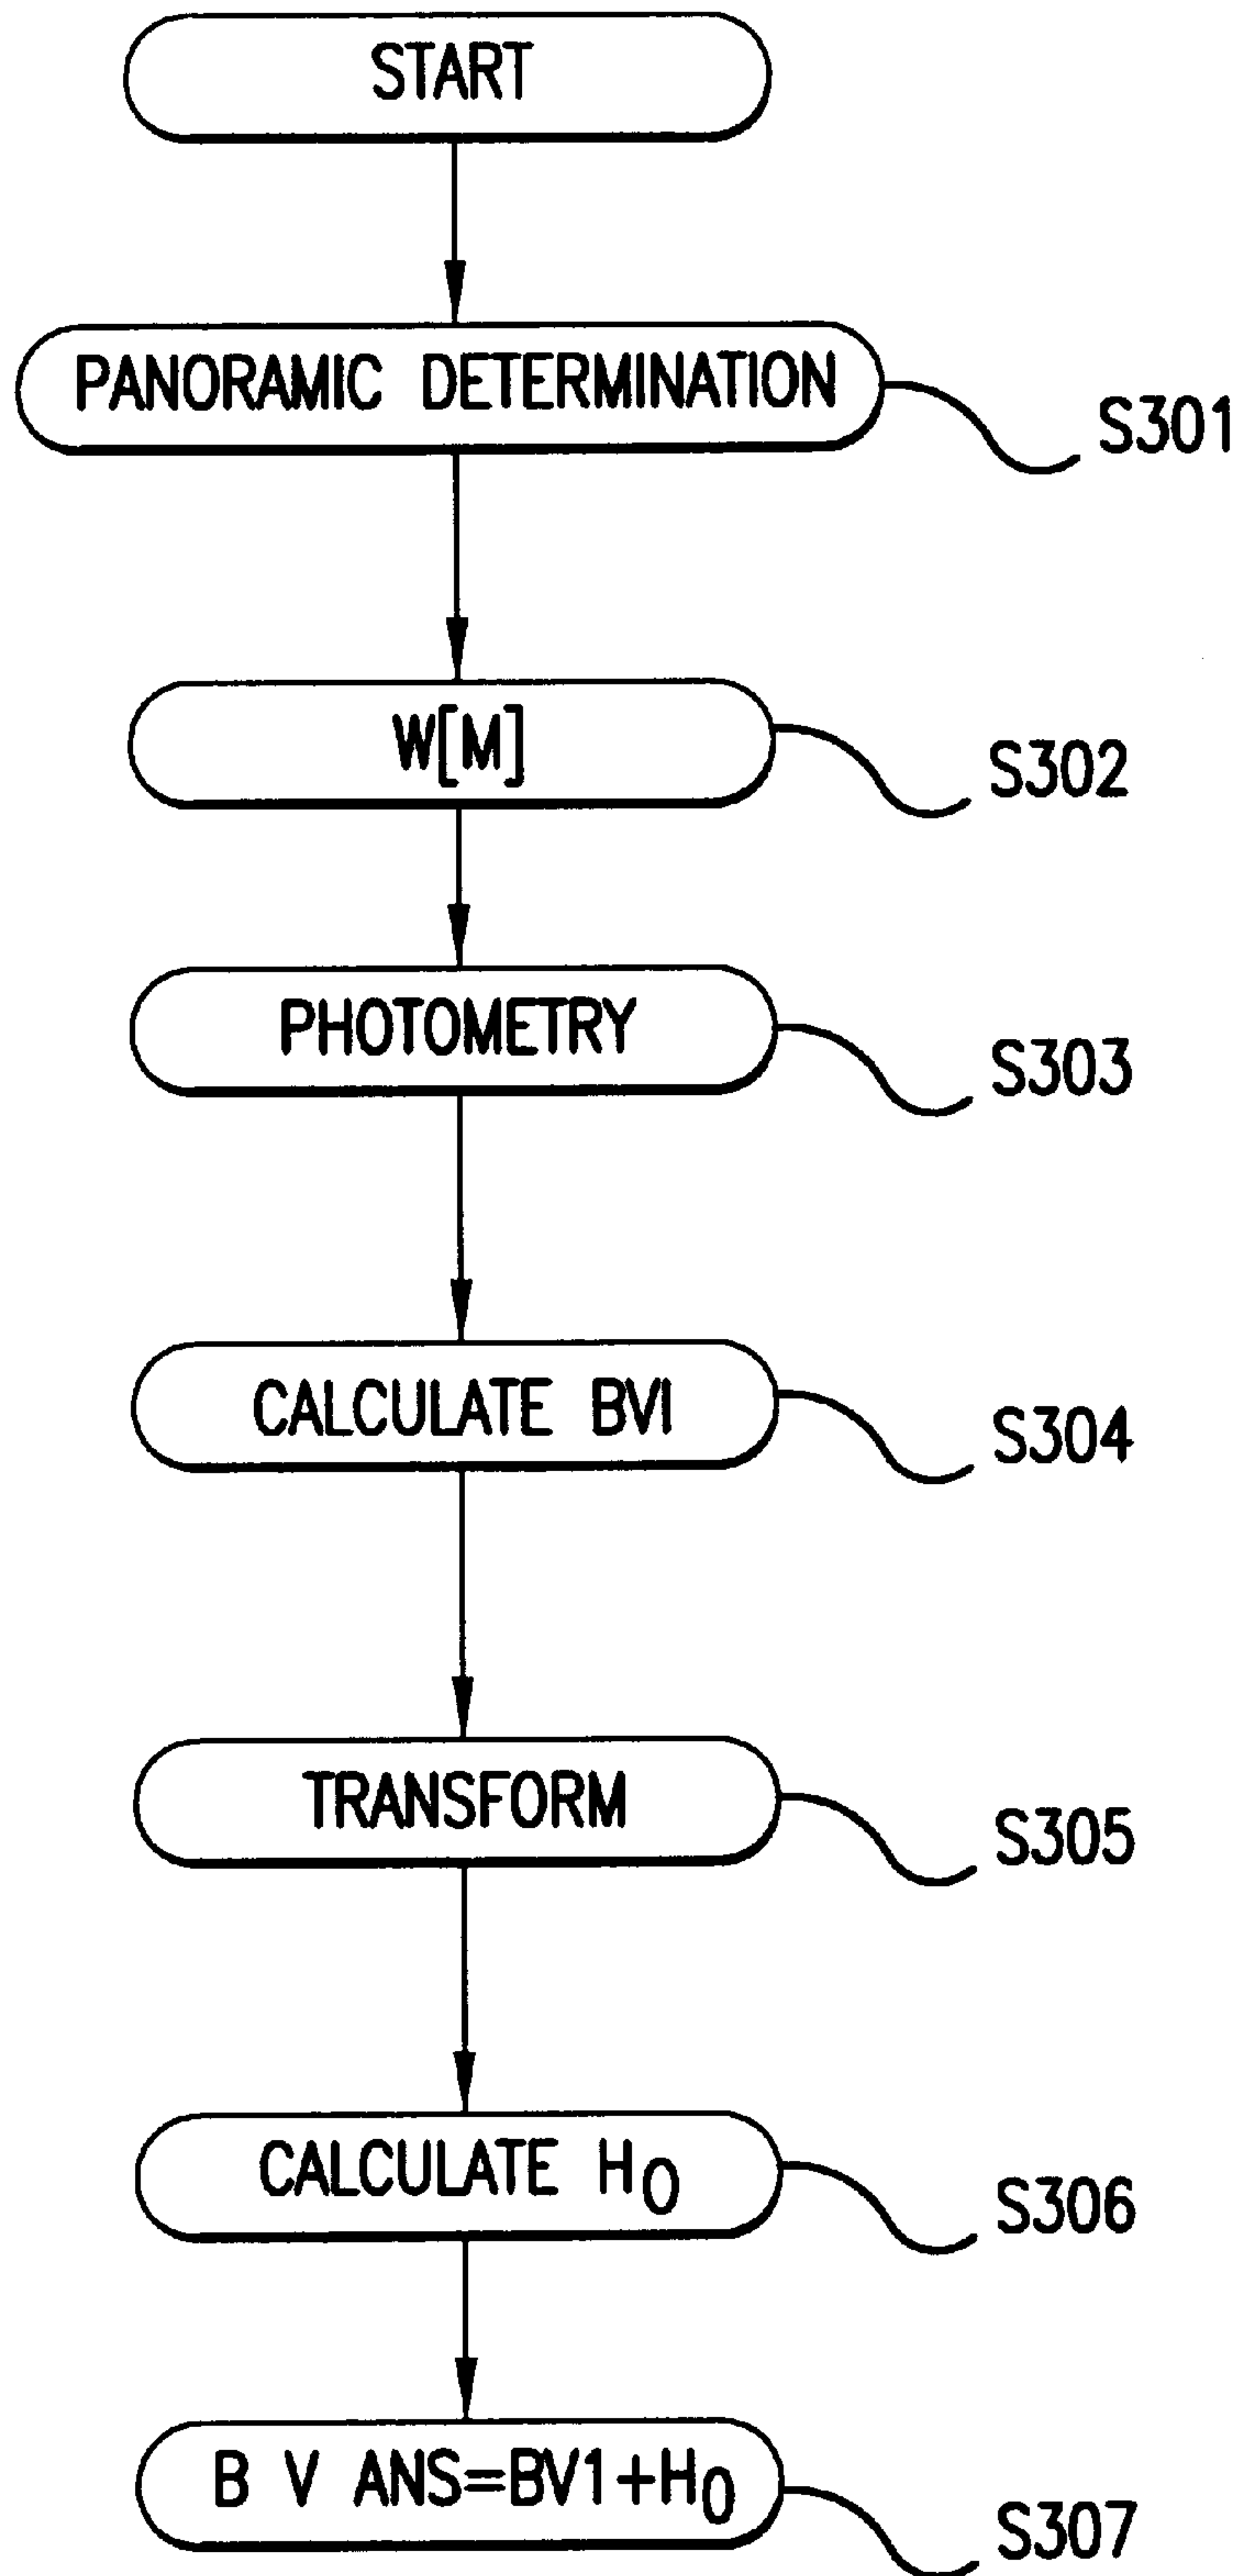 START
PANORAMIC DETERMINATION
S301
W[M]
S302
PHOTOMETRY
S303
CALCULATE BVI
S304
TRANSFORM
S305
CALCULATE H₀
S306
B V ANS=BV1+H₀
S307